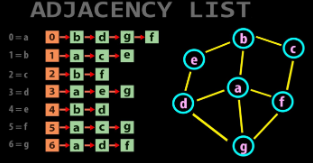 ADJACENCY LIST
0=a 0 b d g f
1=b 1 a c e
2=c 2 b f
3=d 3 a e g
4=e 4 b d
5=f 5 a c g
6=g 6 a d f
b
c
e
a
d
f
g